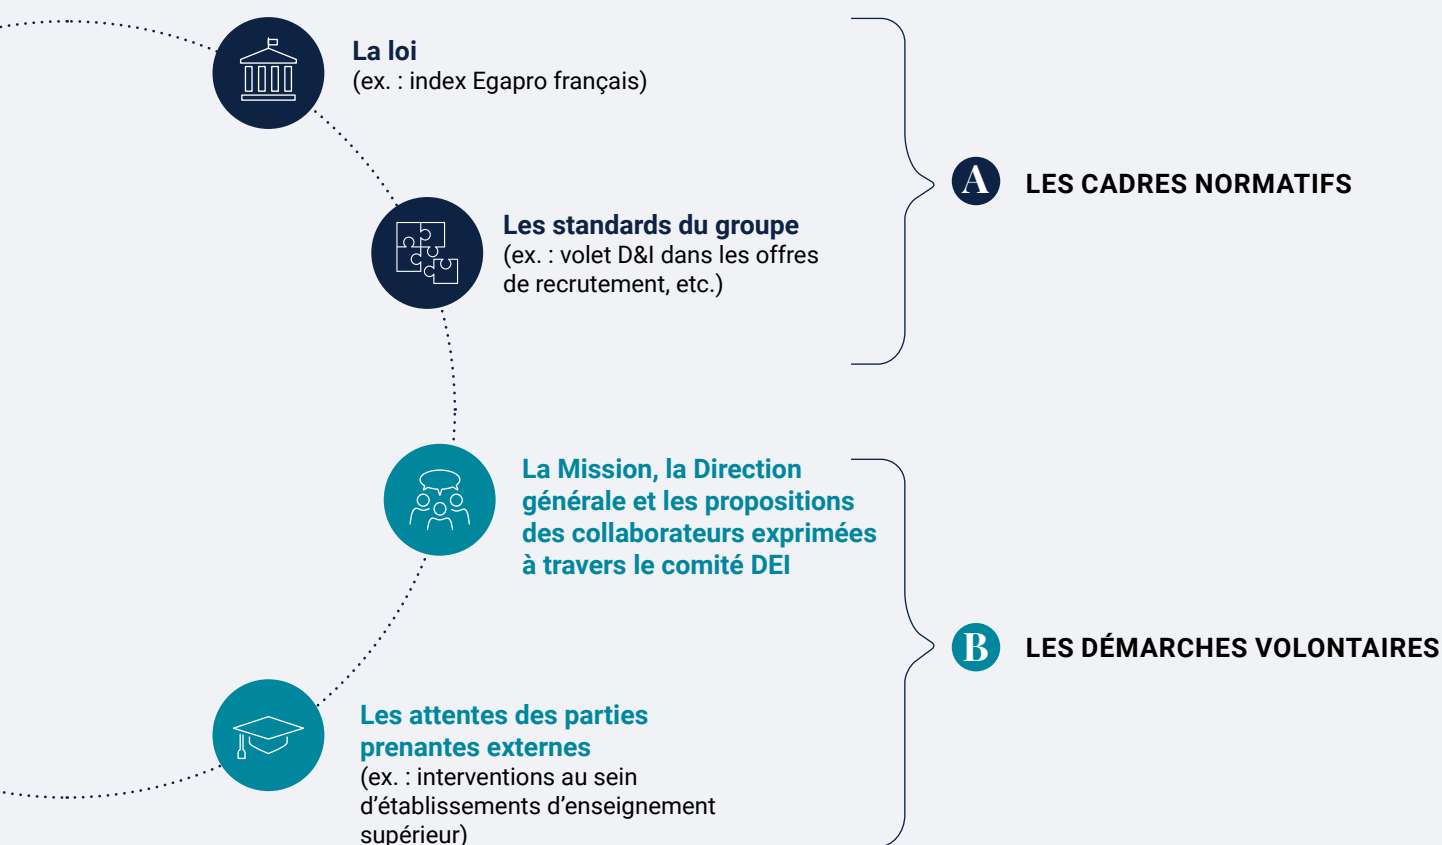 La loi
(ex. : index Egapro français)
Les standards du groupe
(ex. : volet D&I dans les offres
de recrutement, etc.)
A
LES CADRES NORMATIFS
La Mission, la Direction
générale et les propositions
des collaborateurs exprimées
à travers le comité DEI
Les attentes des parties
prenantes externes
(ex. : interventions au sein
d’établissements d’enseignement
supérieur)
B
LES DÉMARCHES VOLONTAIRES